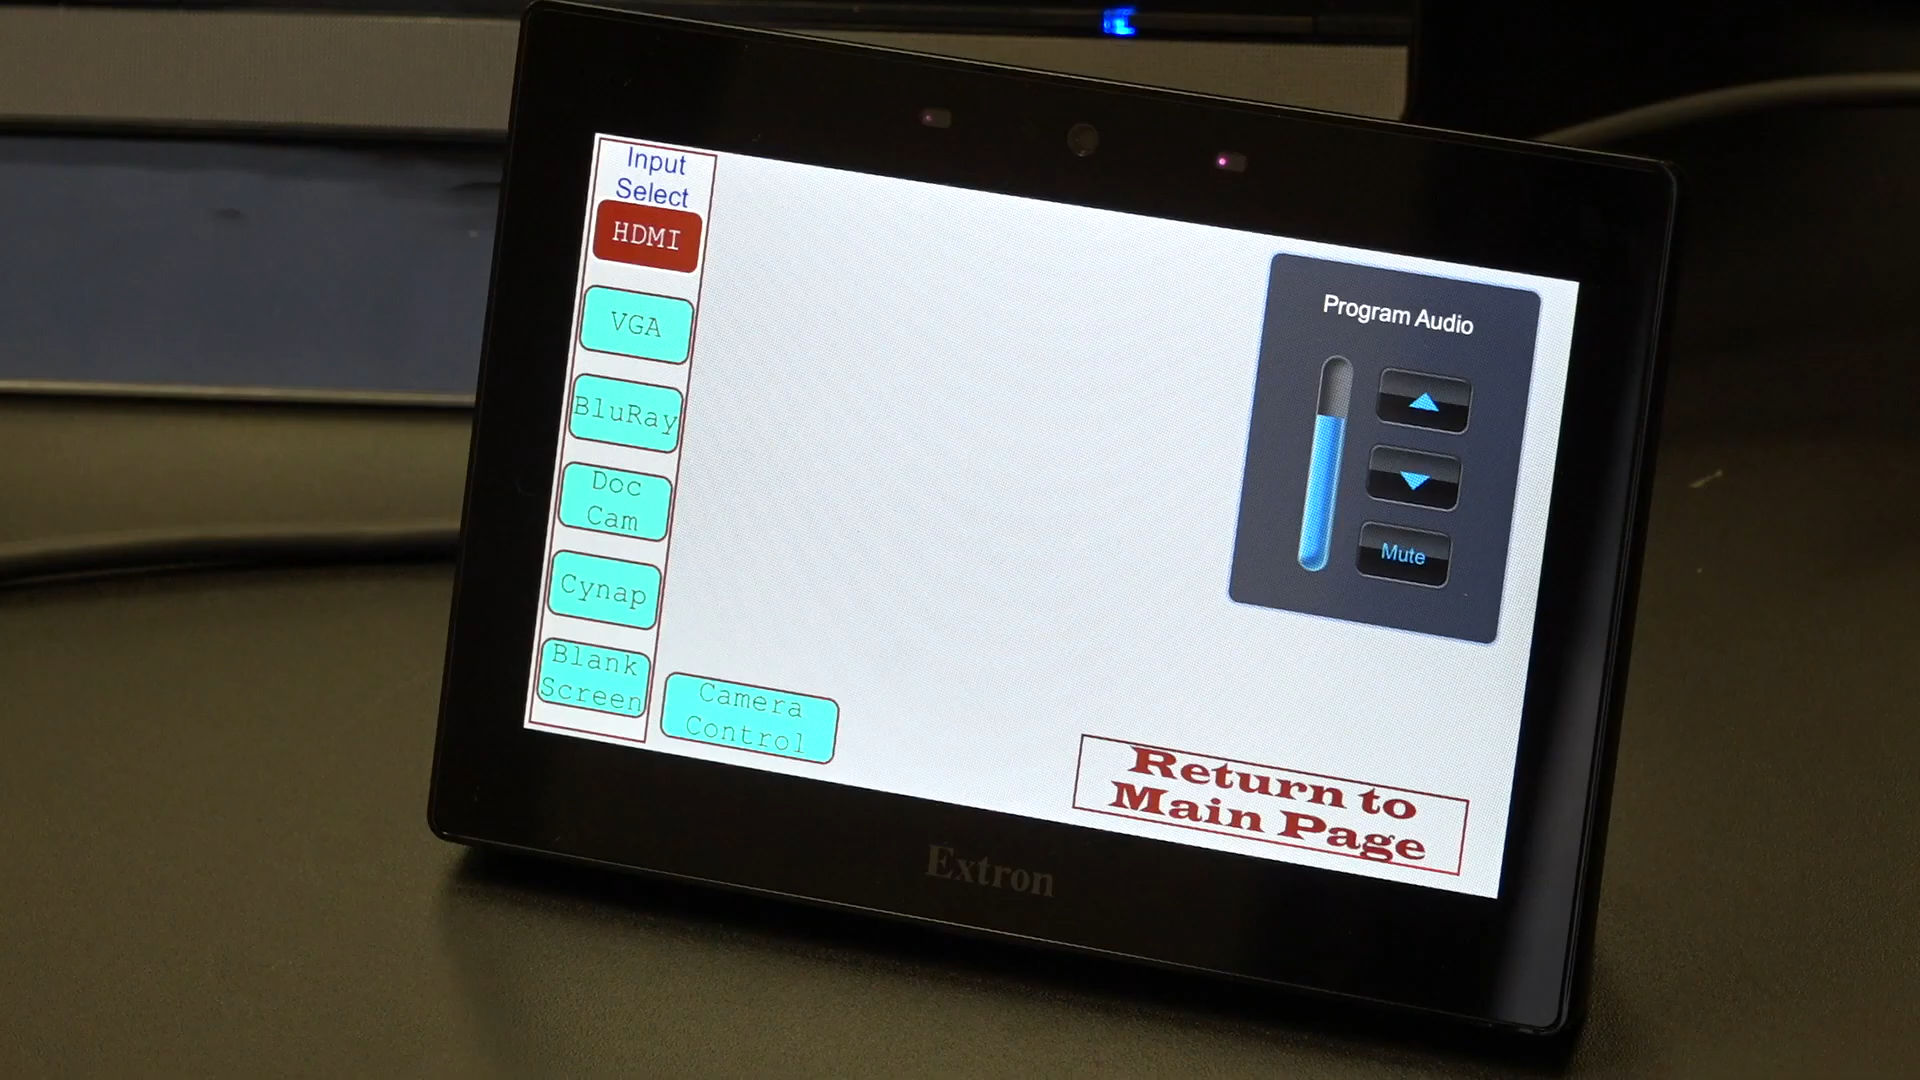 Input
Select
HDMI
VGA
BluRay
Doc
Cam
Cynap
Blank
Screen
Camera
Control
Program Audio
Mute
Return to
Main Page
Extron